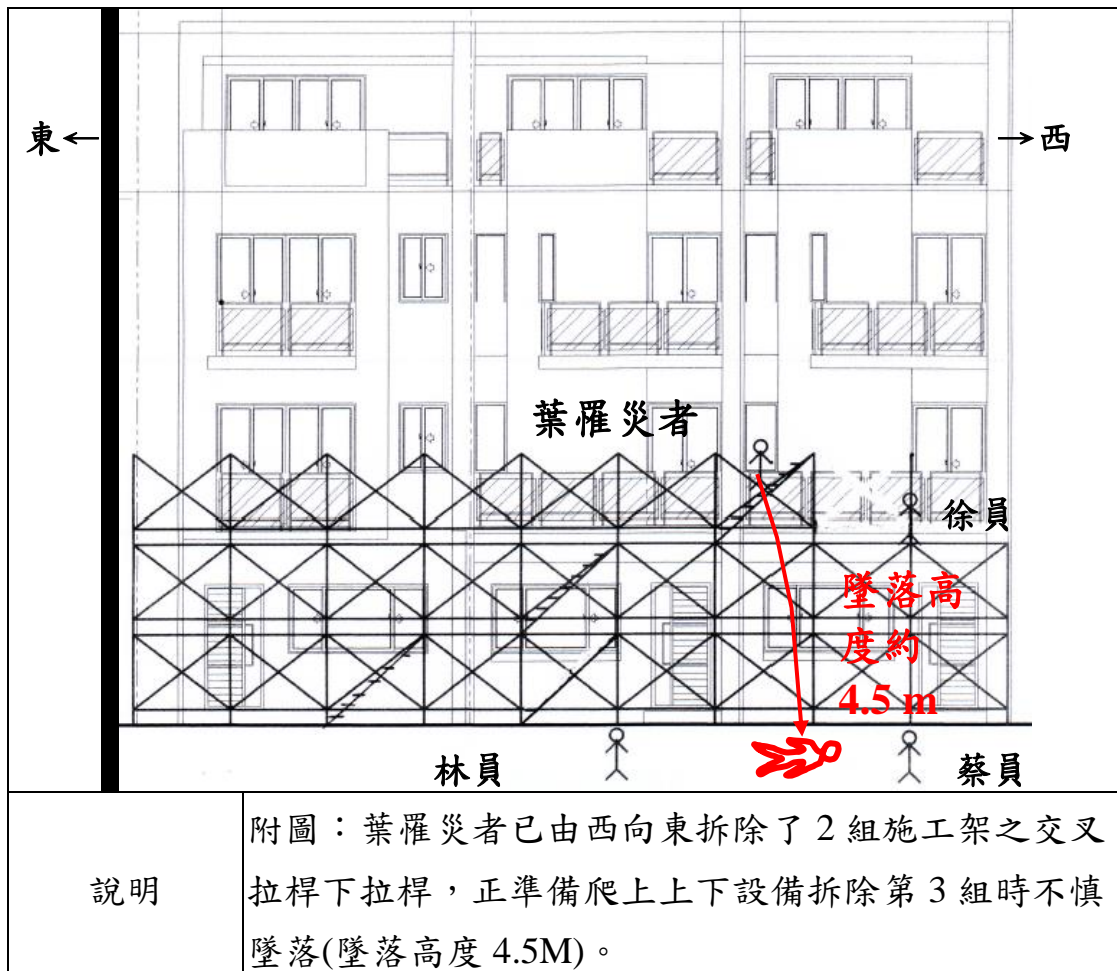 東←
→西
葉罹災者
徐員
墜落高
度約
4.5 m
林員
蔡員
說明
附圖：葉罹災者已由西向東拆除了 2 組施工架之交叉
拉桿下拉桿，正準備爬上上下設備拆除第 3 組時不慎
墜落(墜落高度 4.5M)。